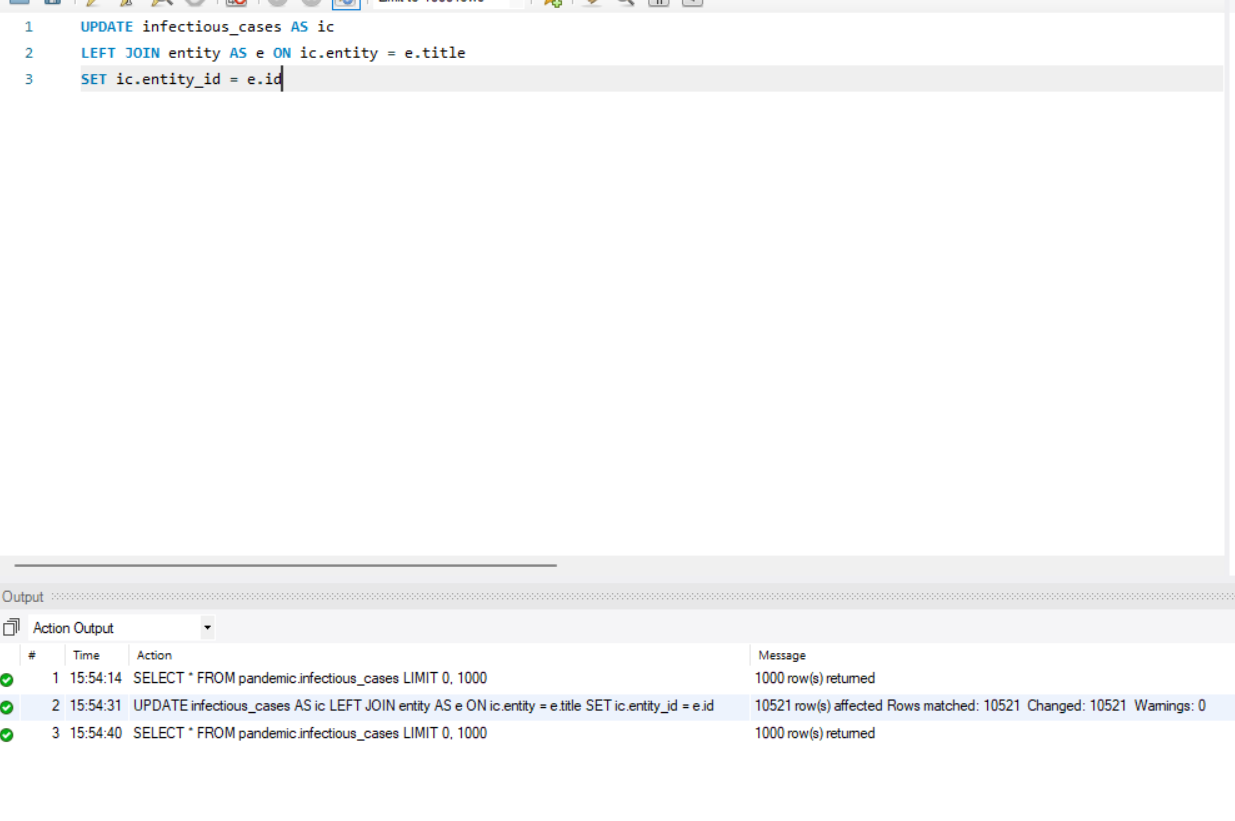 1 UPDATE infectious_cases AS ic
2 LEFT JOIN entity AS e ON ic.entity = e.title
3 SET ic.entity_id = e.id
Output
Action Output
# Time Action Message
1 15:54:14 SELECT * FROM pandemic.infectious_cases LIMIT 0, 1000 1000 row(s) returned
2 15:54:31 UPDATE infectious_cases AS ic LEFT JOIN entity AS e ON ic.entity = e.title SET ic.entity_id = e.id 10521 row(s) affected Rows matched: 10521 Changed: 10521 Warnings: 0
3 15:54:40 SELECT * FROM pandemic.infectious_cases LIMIT 0, 1000 1000 row(s) returned